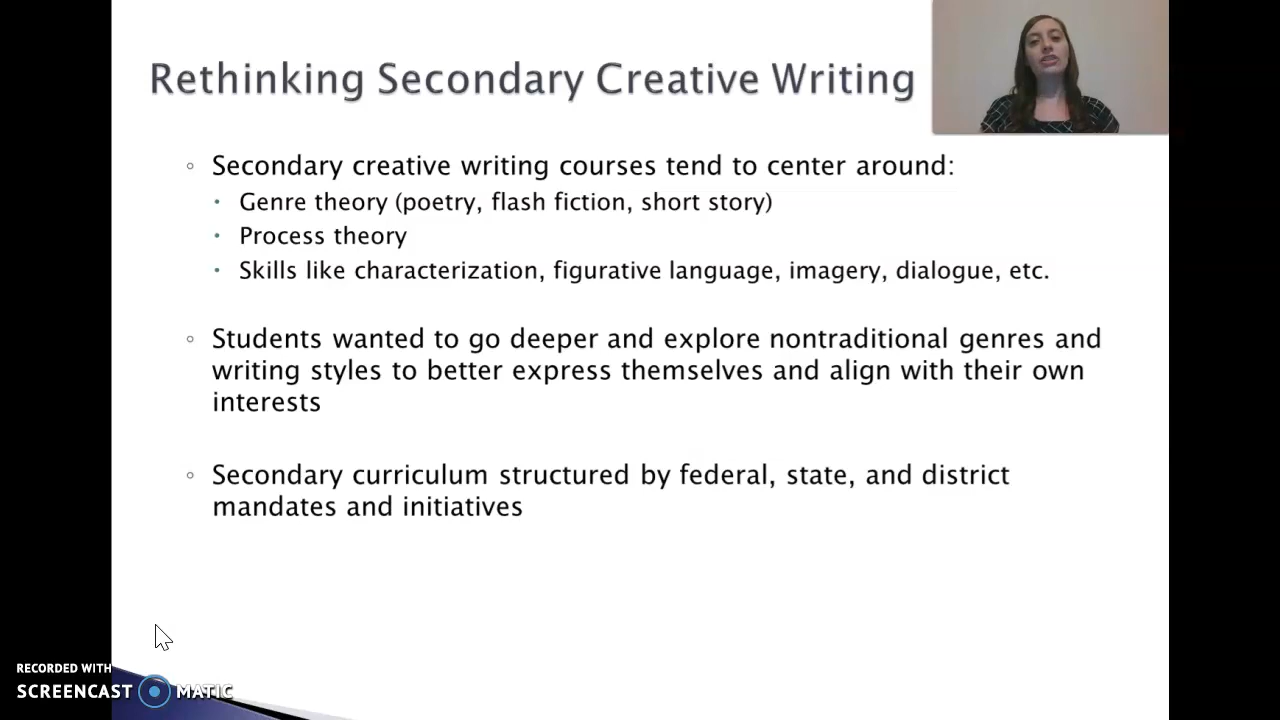 Rethinking Secondary Creative Writing
Secondary creative writing courses tend to center around:
Genre theory (poetry, flash fiction, short story)
Process theory
Skills like characterization, figurative language, imagery, dialogue, etc.
Students wanted to go deeper and explore nontraditional genres and
writing styles to better express themselves and align with their own
interests
Secondary curriculum structured by federal, state, and district
mandates and initiatives
RECORDED WITH
SCREENCAST MATIC